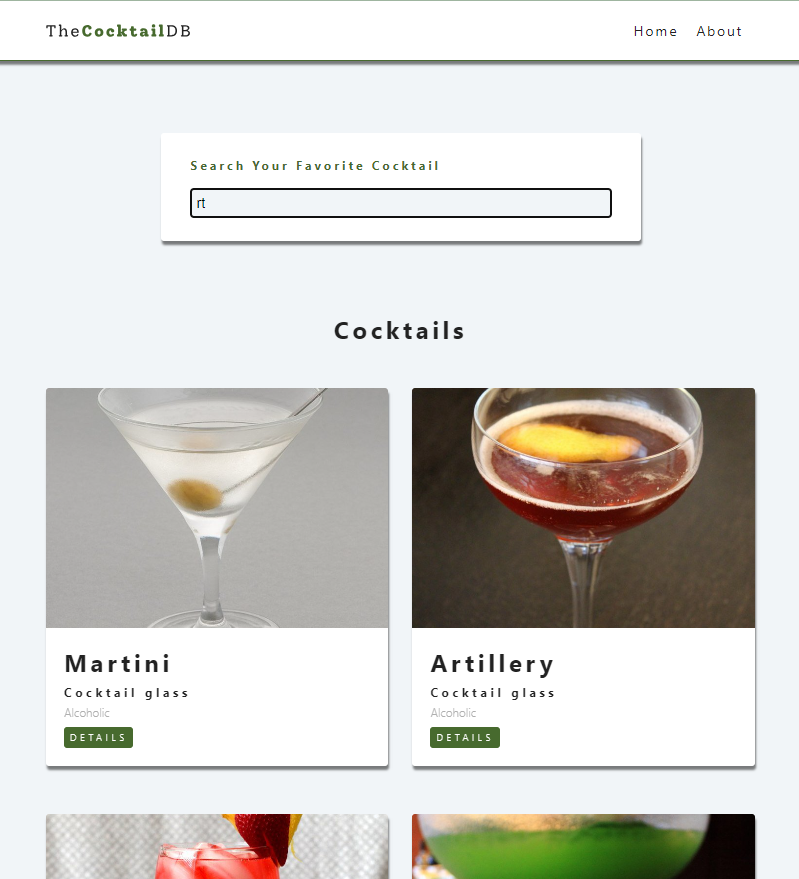 TheCocktailDB
Home About
Search Your Favorite Cocktail
rt
Cocktails
Martini
Cocktail glass
Alcoholic
DETAILS
Artillery
Cocktail glass
Alcoholic
DETAILS